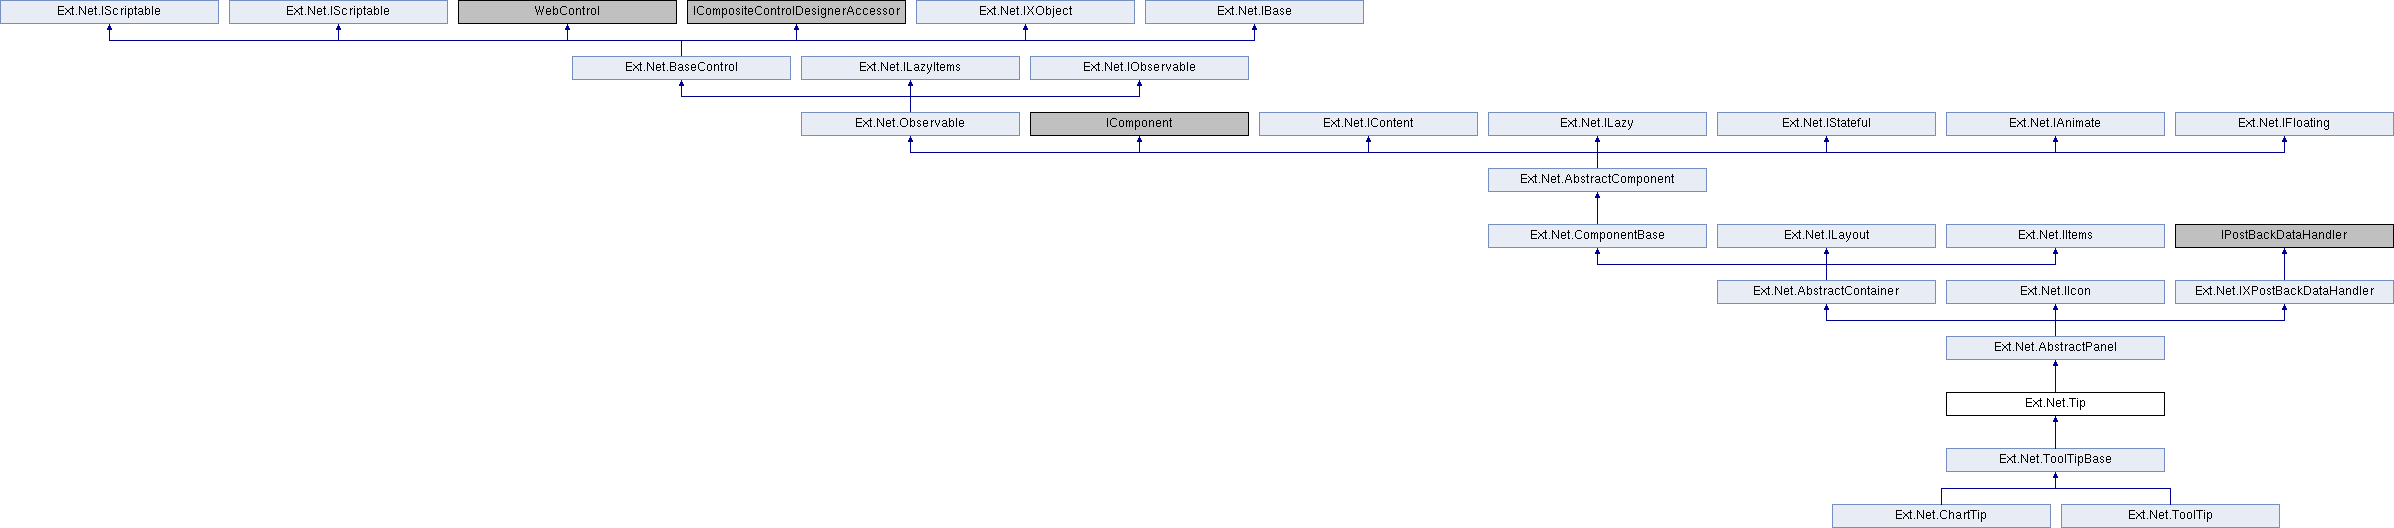 Ext.Net.IScriptable Ext.Net.IScriptable WebControl ICompositeControlDesignerAccessor Ext.Net.IXObject Ext.Net.IBase
Ext.Net.BaseControl Ext.Net.ILazyItems Ext.Net.IObservable
Ext.Net.Observable IComponent Ext.Net.IContent Ext.Net.ILazy Ext.Net.IStateful Ext.Net.IAnimate Ext.Net.IFloating
Ext.Net.AbstractComponent
Ext.Net.ComponentBase Ext.Net.ILayout Ext.Net.IItems IPostBackDataHandler
Ext.Net.AbstractContainer Ext.Net.IIcon Ext.Net.IXPostBackDataHandler
Ext.Net.AbstractPanel
Ext.Net.Tip
Ext.Net.ToolTipBase
Ext.Net.ChartTip Ext.Net.ToolTip